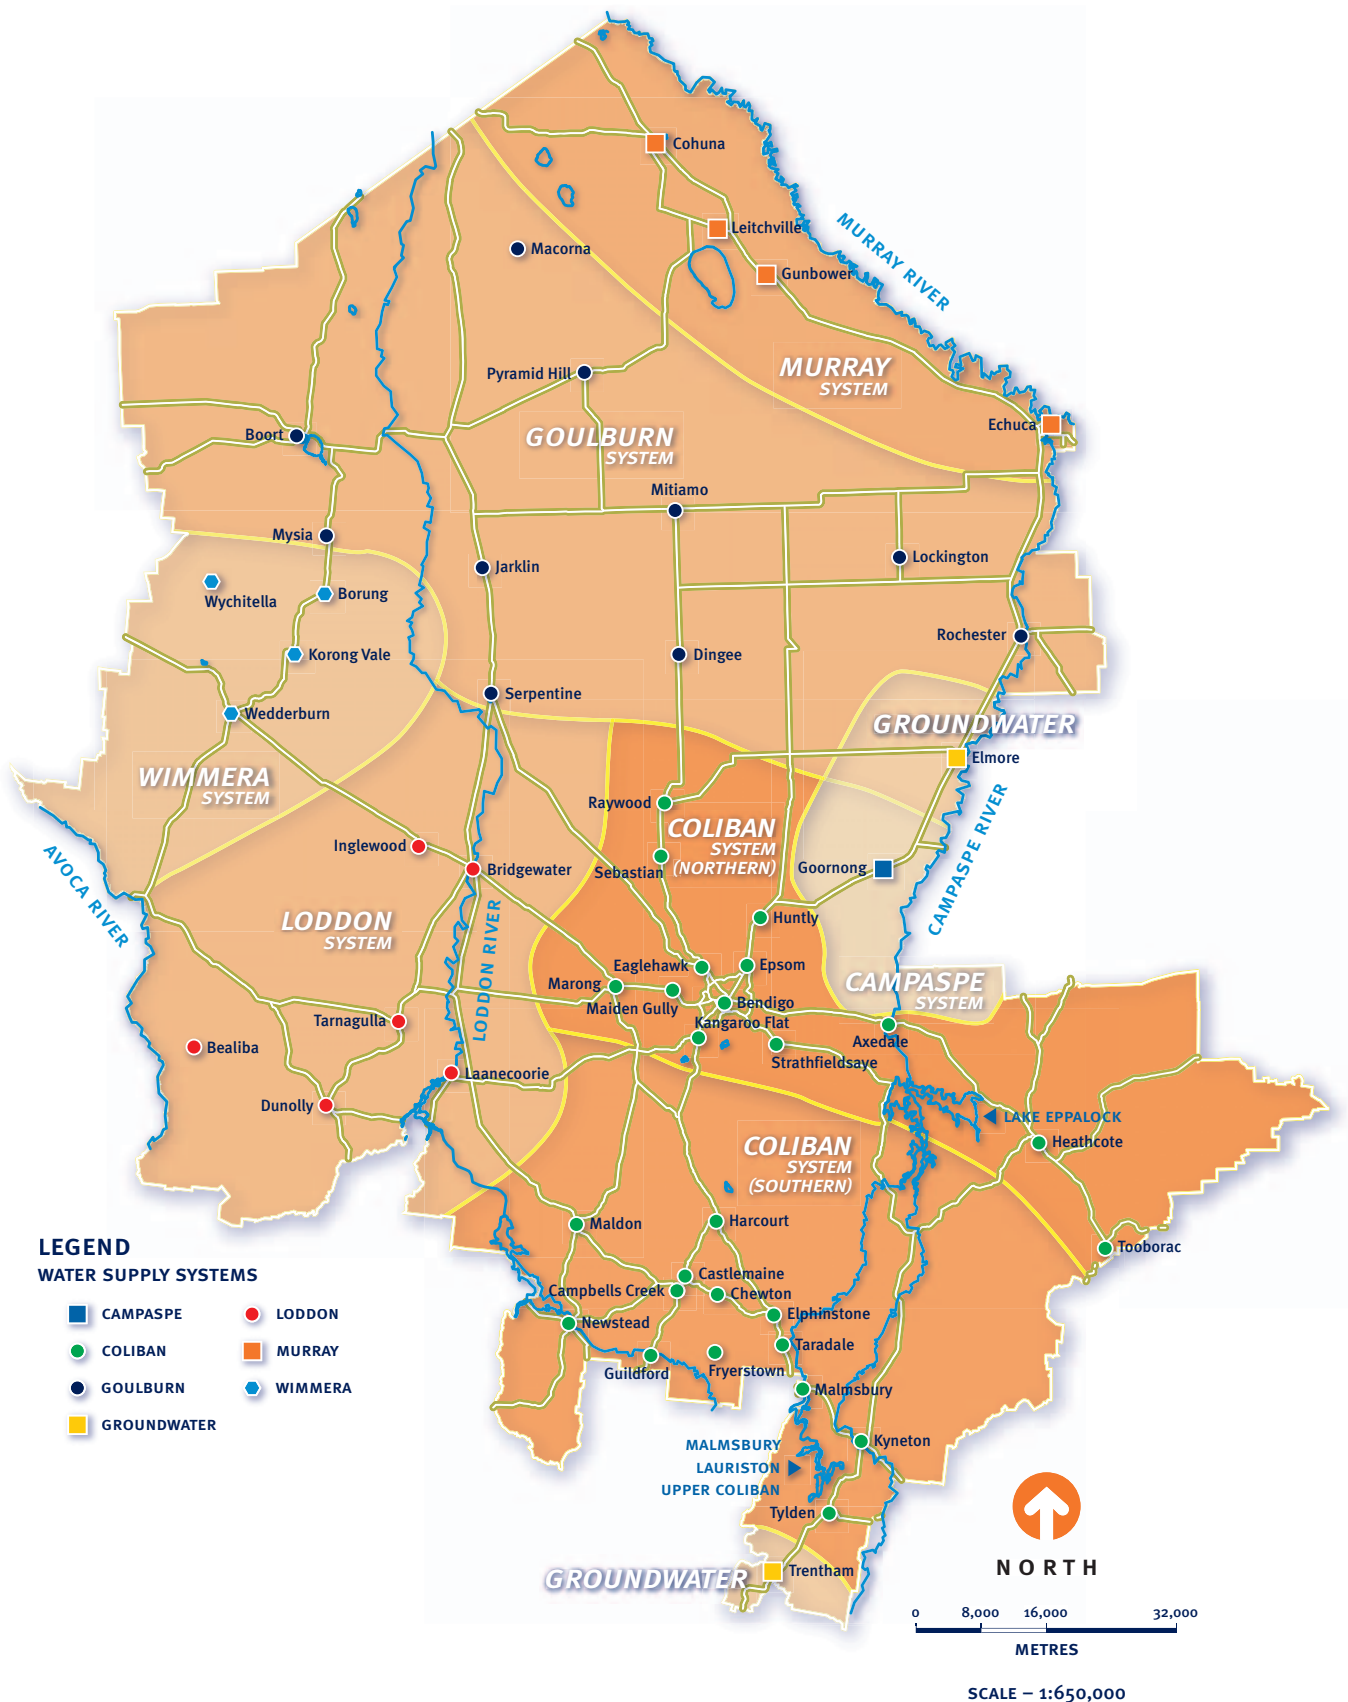 Cohuna
Leitchville
MURRAY RIVER
Macorna
Gunbower
MURRAY
SYSTEM
Pyramid Hill
Echuca
Boort
GOULBURN
SYSTEM
Mitiamo
Mysia
Jarklin
Lockington
Wychitella
Borung
Rochester
Korong Vale
Dingee
Serpentine
Wedderburn
GROUNDWATER
Elmore
WIMMERA
SYSTEM
Raywood
COLIBAN
SYSTEM
(NORTHERN)
CAMPASPE RIVER
Inglewood
Bridgewater
Sebastian
Goornong
AVOCA RIVER
LODDON
SYSTEM
LODDON RIVER
Huntly
Eaglehawk
Epsom
Marong
CAMPASPE
SYSTEM
Maiden Gully
Bendigo
Tarnagulla
Kangaroo Flat
Axedale
Bealiba
Strathfieldsaye
Laanecoorie
Dunolly
LAKE EPPALOCK
Heathcote
COLIBAN
SYSTEM
(SOUTHERN)
Maldon
Harcourt
Tooborac
Castlemaine
Campbells Creek
Chewton
Elphinstone
Newstead
Taradale
Guildford
Fryerstown
Malmsbury
Kyneton
MALMSBURY
LAURISTON
UPPER COLIBAN
Tylden
GROUNDWATER
Trentham
LEGEND
WATER SUPPLY SYSTEMS
CAMPASPE
LODDON
COLIBAN
MURRAY
GOULBURN
WIMMERA
GROUNDWATER
NORTH
0 8,000 16,000 32,000
METRES
SCALE – 1:650,000